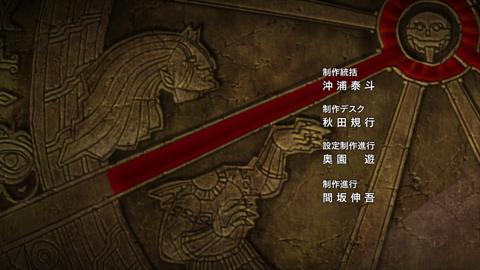 制作統括
沖浦泰斗
制作デスク
秋田規行
設定制作進行
奥園　遊
制作進行
間坂伸吾